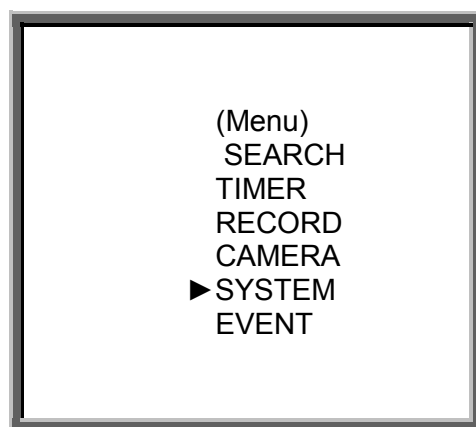 (Menu)
SEARCH
TIMER
RECORD
CAMERA
►SYSTEM
EVENT